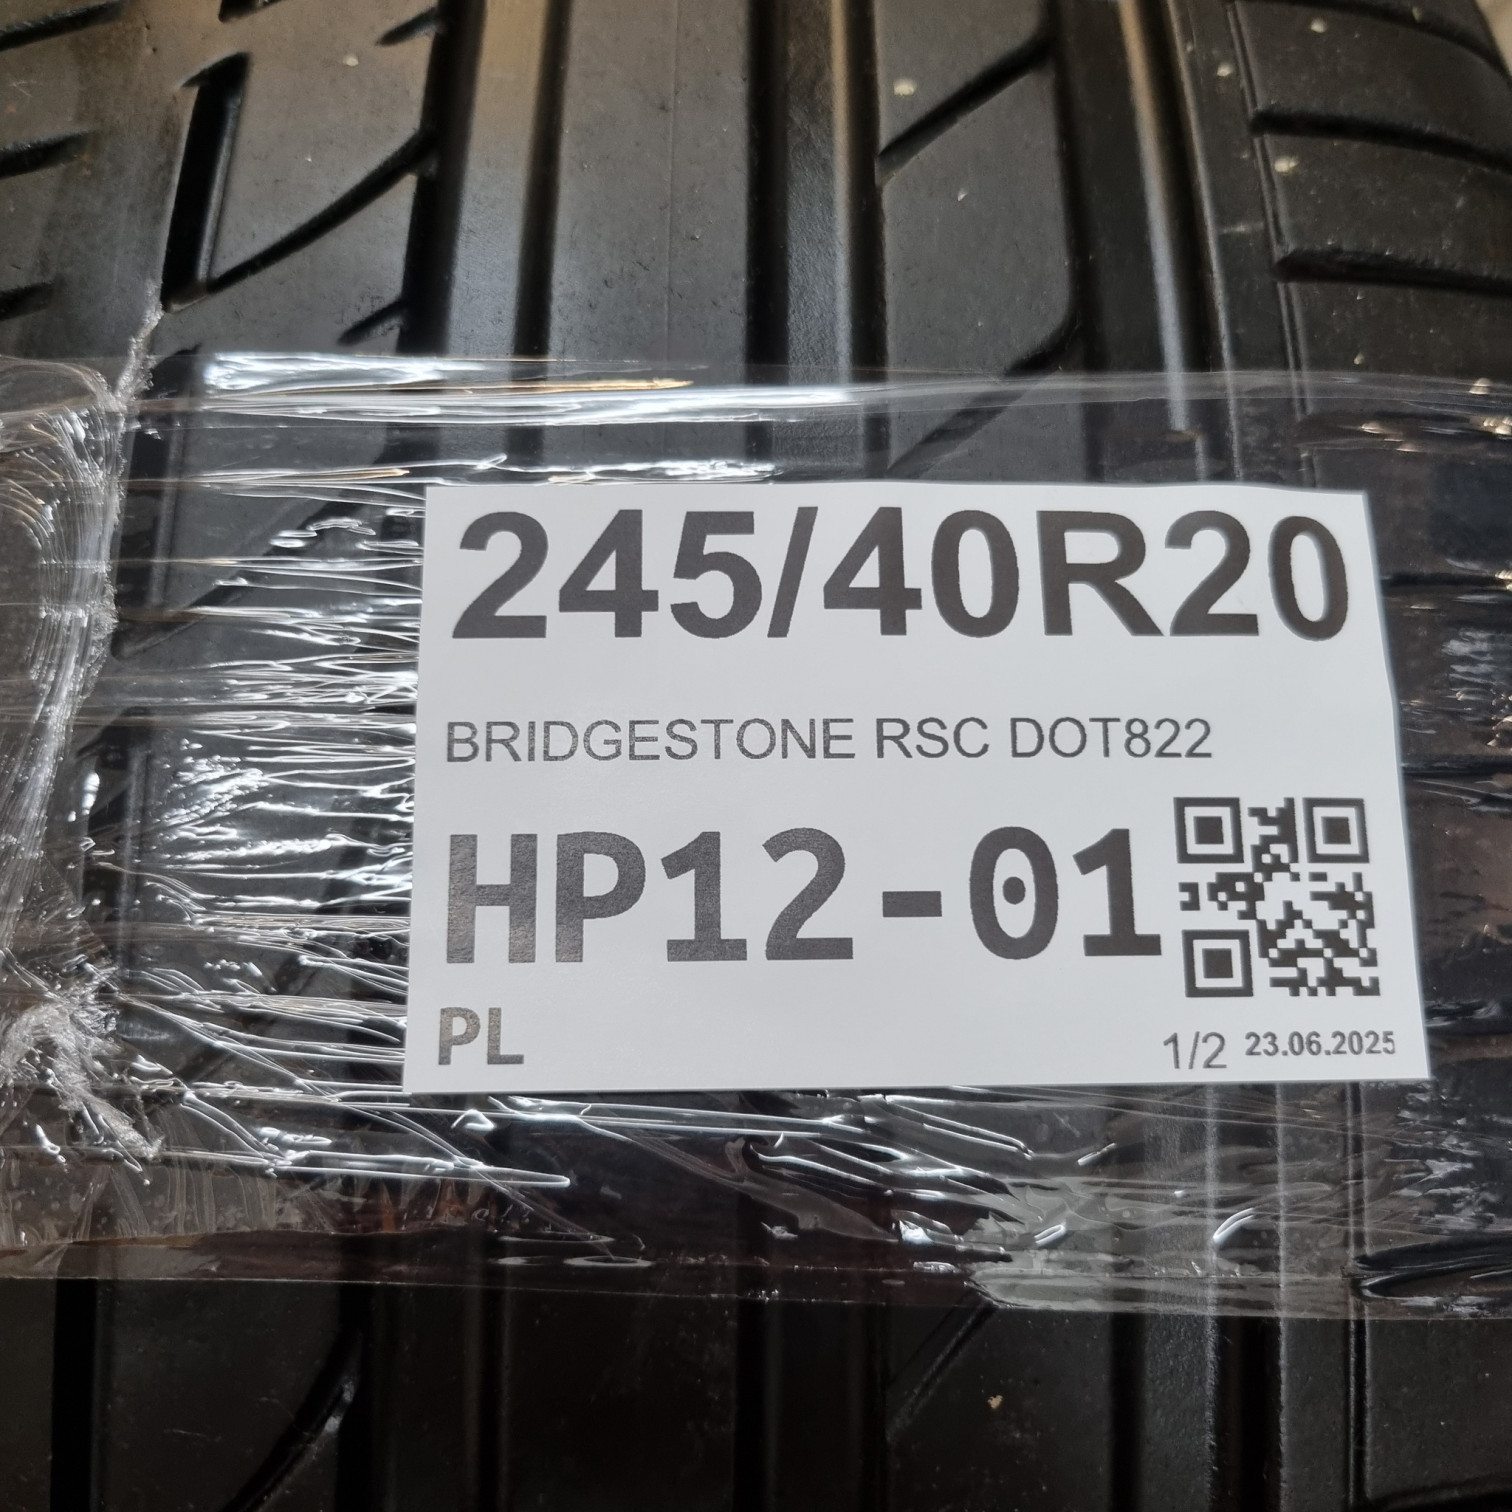 245/40R20
BRIDGESTONE RSC DOT822
HP12-01
PL
1/2 23.06.2025